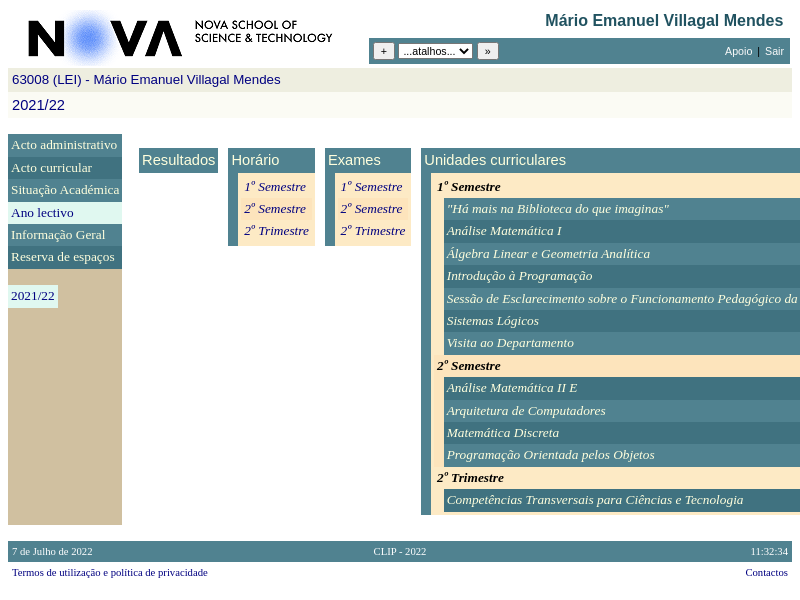 NOVA NOVA SCHOOL OF
SCIENCE & TECHNOLOGY
Mário Emanuel Villagal Mendes
+ ...atalhos... » Apoio | Sair
63008 (LEI) - Mário Emanuel Villagal Mendes
2021/22
Acto administrativo
Acto curricular
Situação Académica
Ano lectivo
Informação Geral
Reserva de espaços
2021/22
Resultados
Horário
1º Semestre
2º Semestre
2º Trimestre
Exames
1º Semestre
2º Semestre
2º Trimestre
Unidades curriculares
1º Semestre
"Há mais na Biblioteca do que imaginas"
Análise Matemática I
Álgebra Linear e Geometria Analítica
Introdução à Programação
Sessão de Esclarecimento sobre o Funcionamento Pedagógico da
Sistemas Lógicos
Visita ao Departamento
2º Semestre
Análise Matemática II E
Arquitetura de Computadores
Matemática Discreta
Programação Orientada pelos Objetos
2º Trimestre
Competências Transversais para Ciências e Tecnologia
7 de Julho de 2022 CLIP - 2022 11:32:34
Termos de utilização e política de privacidade Contactos